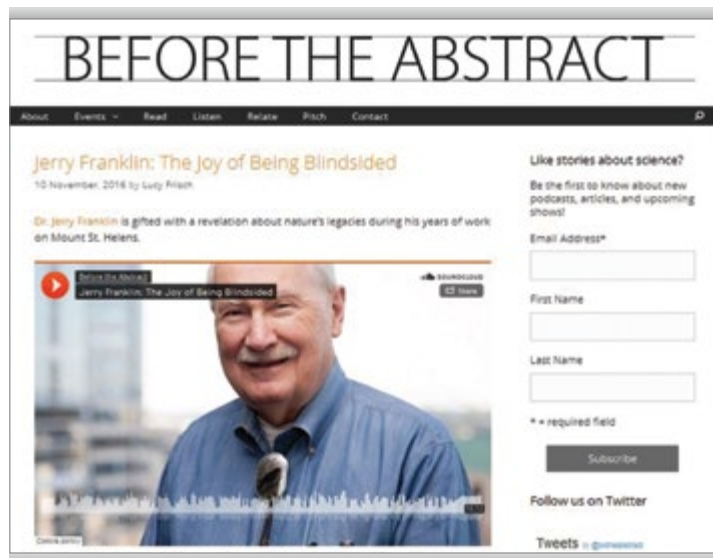 BEFORE THE ABSTRACT
About Events Read Listen Relate Pitch Contact
Jerry Franklin: The Joy of Being Blindsided
10 November, 2016 by Lucy Frisch
Dr. Jerry Franklin is gifted with a revelation about nature's legacies during his years of work
on Mount St. Helens.
Before the Abstract
Jerry Franklin: The Joy of Being Blindsided
SOUNDCLOUD
Share
Cookie policy
Like stories about science?
Be the first to know about new
podcasts, articles, and upcoming
shows!
Email Address*
First Name
Last Name
* = required field
Subscribe
Follow us on Twitter
Tweets